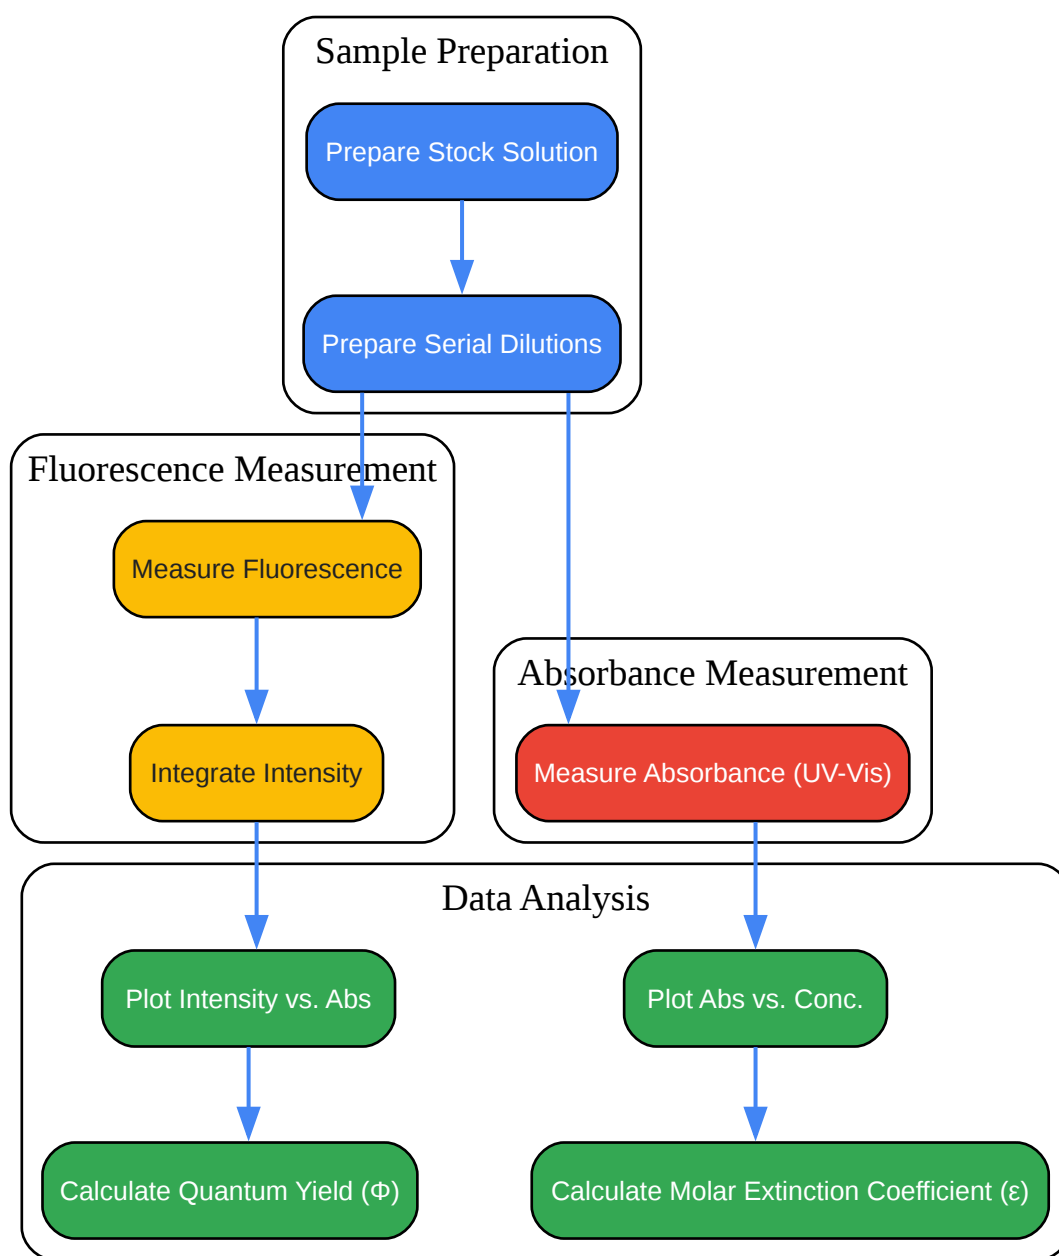 Sample Preparation
Prepare Stock Solution
Prepare Serial Dilutions
Fluorescence Measurement
Measure Fluorescence
Integrate Intensity
Absorbance Measurement
Measure Absorbance (UV-Vis)
Data Analysis
Plot Intensity vs. Abs
Plot Abs vs. Conc.
Calculate Quantum Yield (Φ)
Calculate Molar Extinction Coefficient (ε)